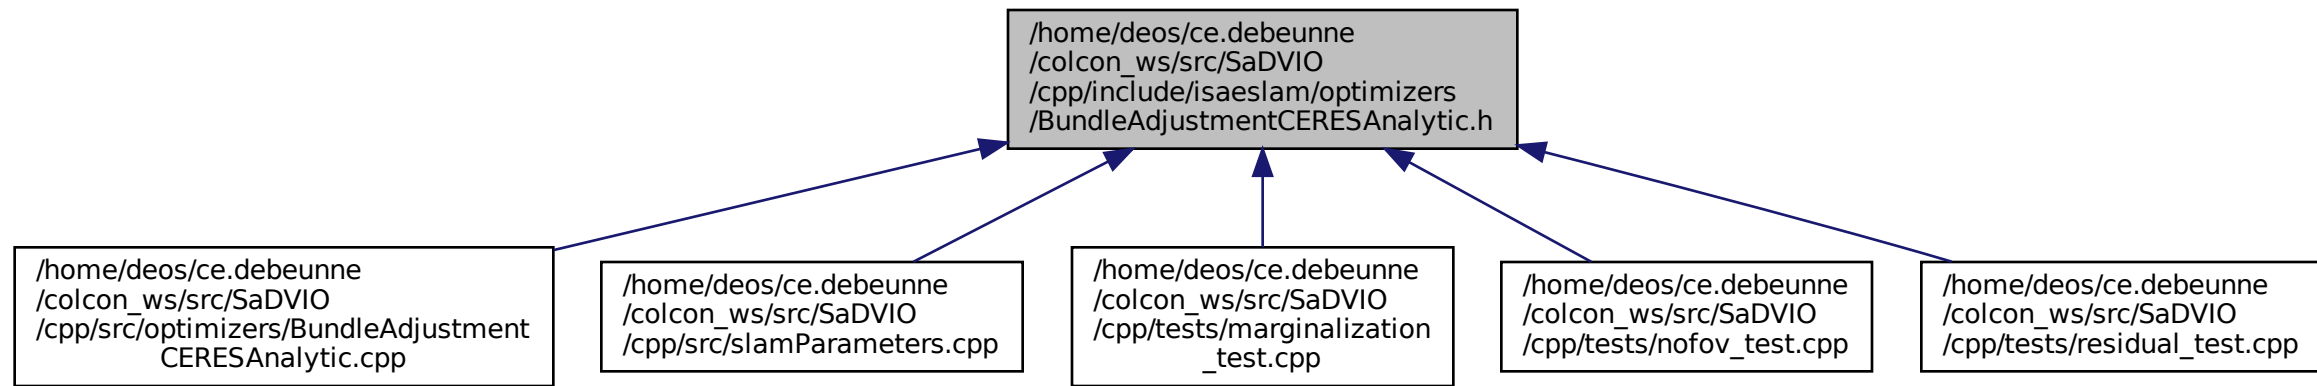 /home/deos/ce.debeunne
/colcon_ws/src/SaDVIO
/cpp/include/isaeslam/optimizers
/BundleAdjustmentCERESAnalytic.h
/home/deos/ce.debeunne
/colcon_ws/src/SaDVIO
/cpp/src/optimizers/BundleAdjustment
CERESAnalytic.cpp
/home/deos/ce.debeunne
/colcon_ws/src/SaDVIO
/cpp/src/slamParameters.cpp
/home/deos/ce.debeunne
/colcon_ws/src/SaDVIO
/cpp/tests/marginalization
_test.cpp
/home/deos/ce.debeunne
/colcon_ws/src/SaDVIO
/cpp/tests/nofov_test.cpp
/home/deos/ce.debeunne
/colcon_ws/src/SaDVIO
/cpp/tests/residual_test.cpp